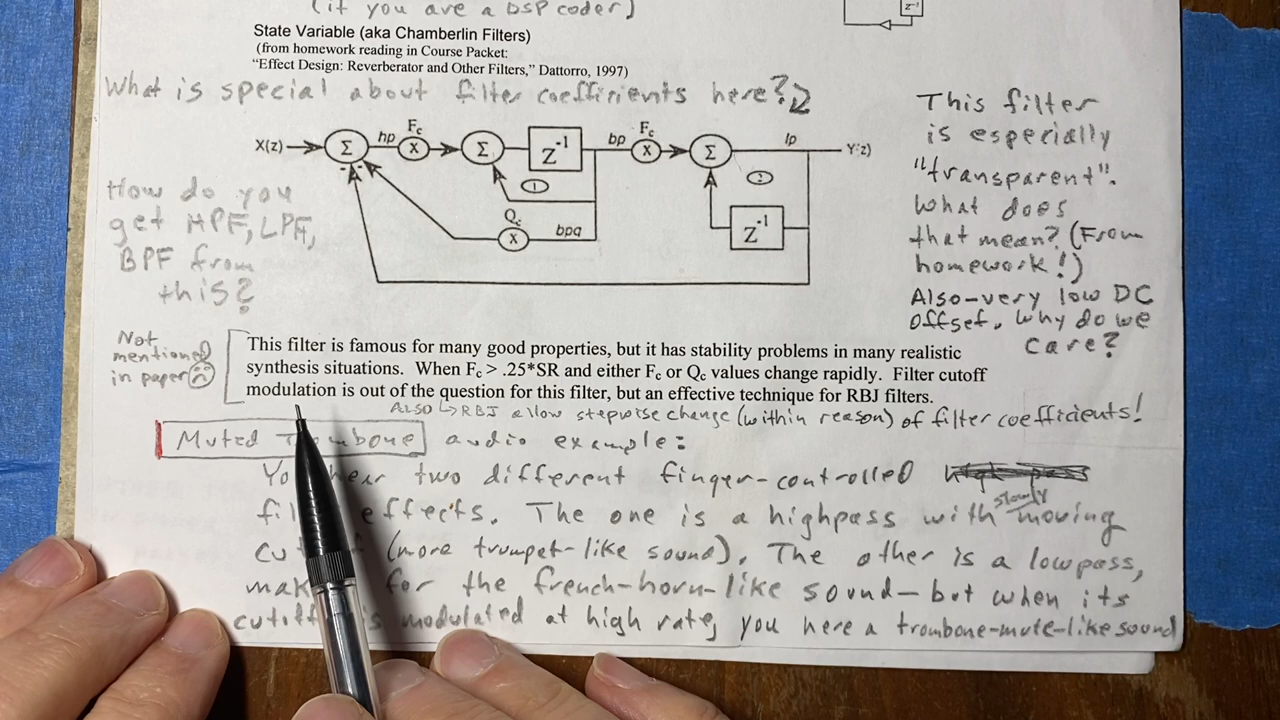 (if you are a DSP coder)
z⁻¹
State Variable (aka Chamberlin Filters)
(from homework reading in Course Packet:
“Effect Design: Reverberator and Other Filters,” Dattorro, 1997)
What is special about filter coefficients here?
X(z)
Σ
hp
Fc
x
Σ
Z⁻¹
bp
Fc
x
Σ
lp
Y(z)
1
2
Qc
x
bpq
Z⁻¹
- -
How do you
get HPF, LPF,
BPF from
this?
This filter
is especially
"transparent".
What does
that mean? (From
homework!)
Also-very low DC
offset. Why do we
care?
Not
mentioned
in paper
This filter is famous for many good properties, but it has stability problems in many realistic
synthesis situations. When Fc > .25*SR and either Fc or Qc values change rapidly. Filter cutoff
modulation is out of the question for this filter, but an effective technique for RBJ filters.
ALSO ↳ RBJ allow stepwise change (within reason) of filter coefficients!
Muted bone audio example:
hear two different finger-controlled
effects. The one is a highpass with slowly moving
(more trumpet-like sound). The other is a lowpass,
for the french-horn-like sound-but when its
cutoff is modulated at high rate, you here a trombone-mute-like sound